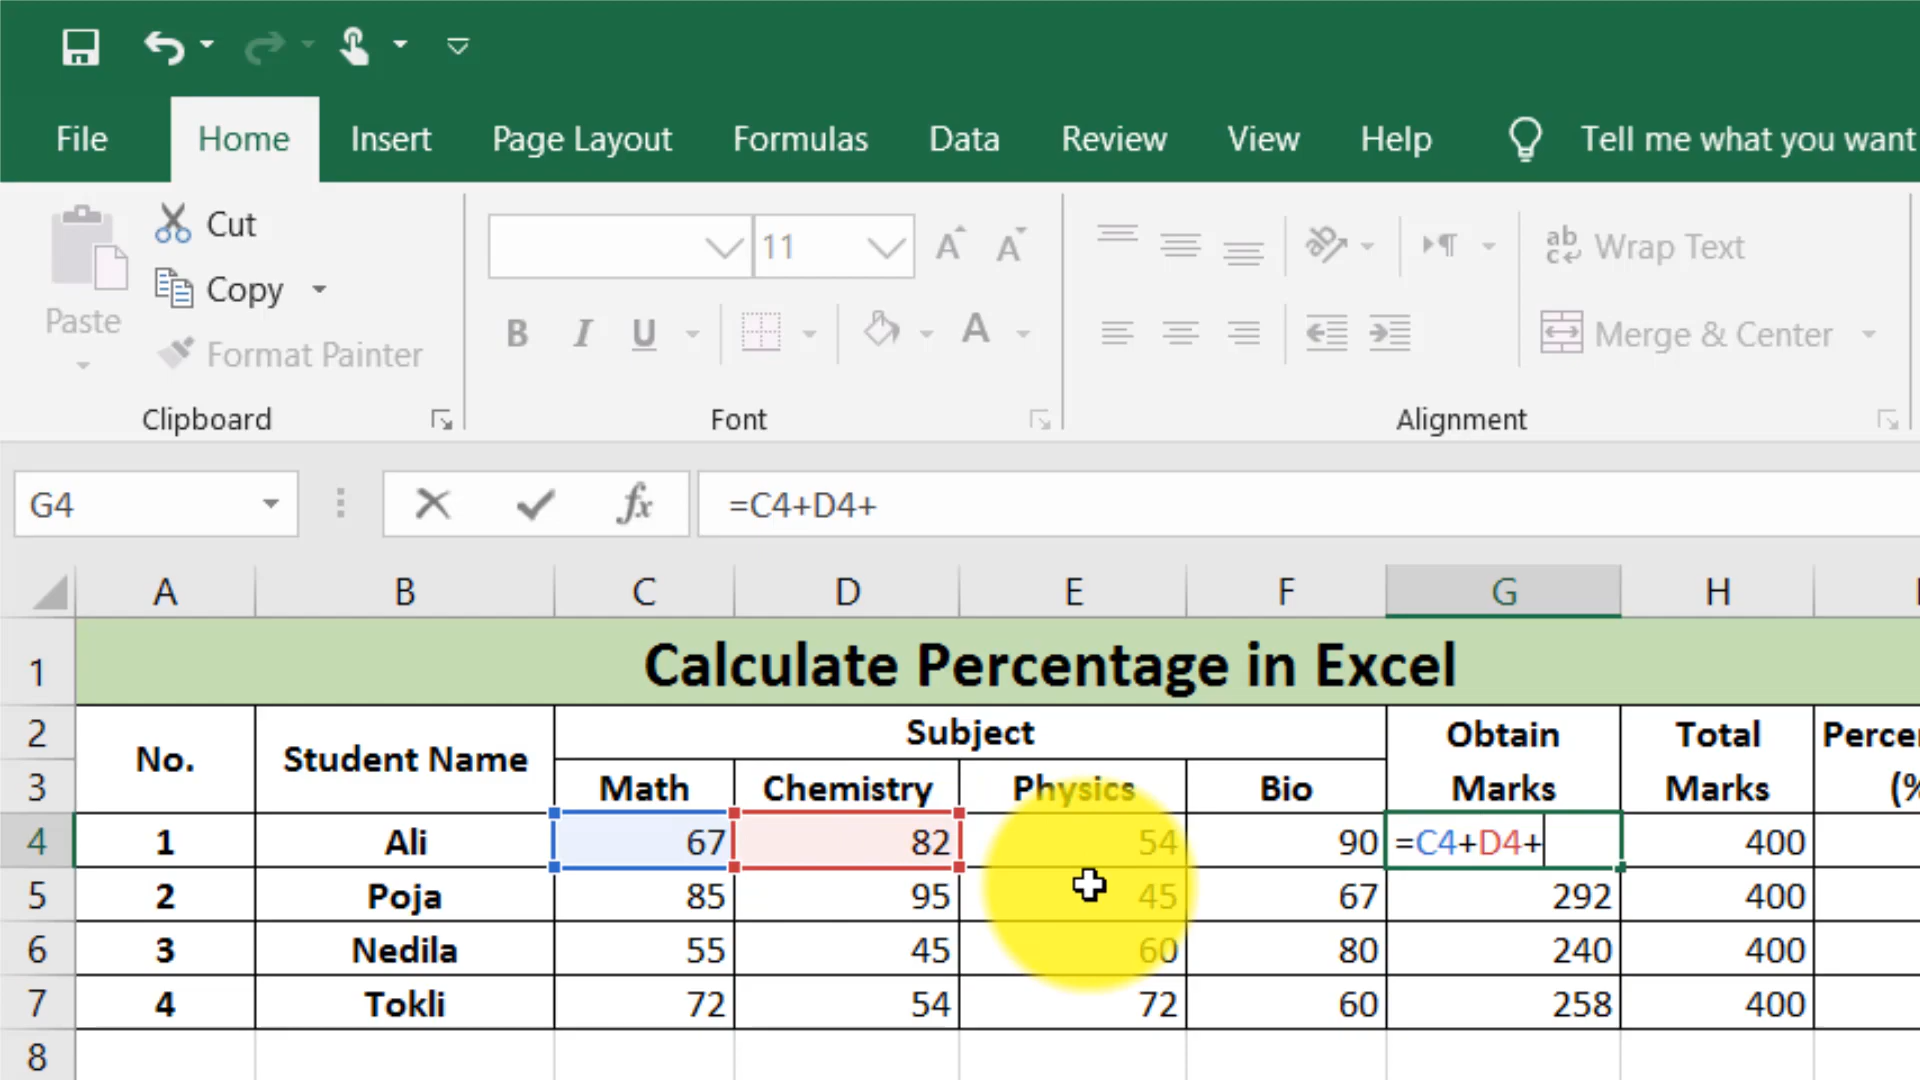 File Home Insert Page Layout Formulas Data Review View Help Tell me what you want
Cut
Copy
Paste
Format Painter
11
A A
B I U A
ab Wrap Text
Merge & Center
Clipboard Font Alignment
G4 fx =C4+D4+
A B C D E F G H
1 Calculate Percentage in Excel
2 No. Student Name Subject Obtain Marks Total Marks
3 Math Chemistry Physics Bio (%
4 1 Ali 67 82 54 90 =C4+D4+ 400
5 2 Poja 85 95 45 67 292 400
6 3 Nedila 55 45 60 80 240 400
7 4 Tokli 72 54 72 60 258 400
8